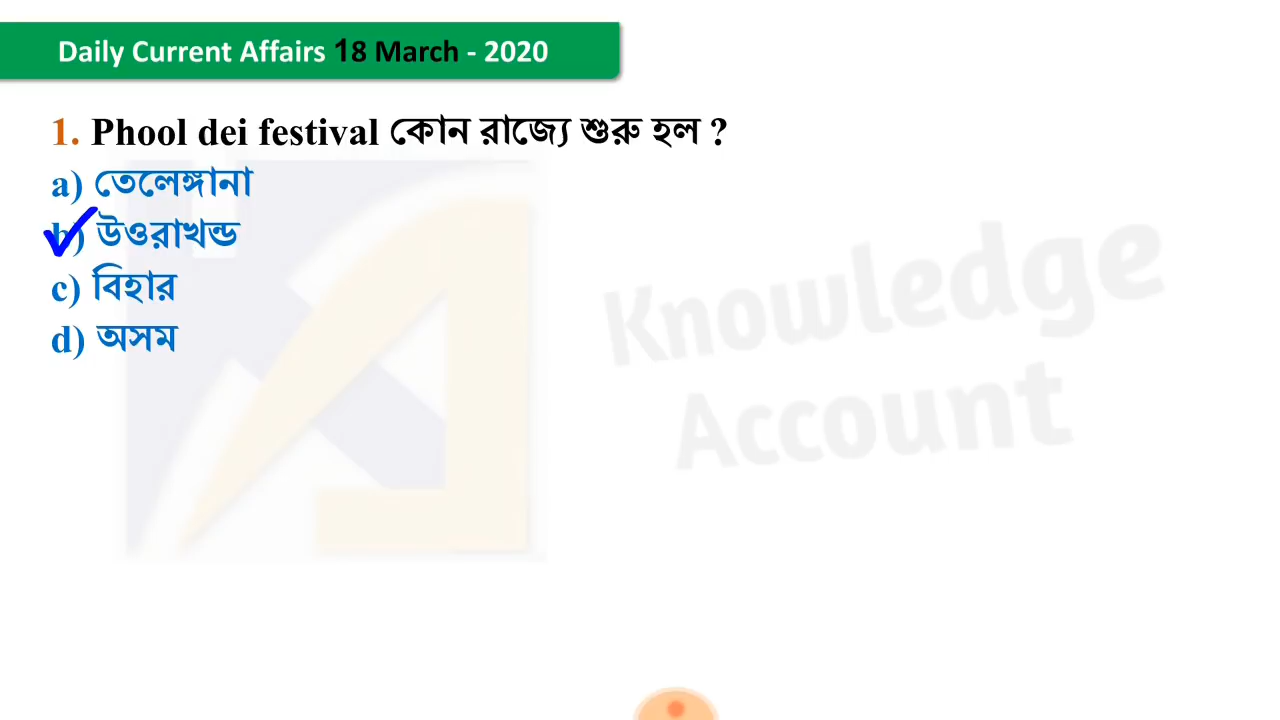 Daily Current Affairs 18 March - 2020
1. Phool dei festival কোন রাজ্যে শুরু হল ?
a) তেলেঙ্গানা
b) উওরাখন্ড
c) বিহার
d) অসম
Knowledge
Account